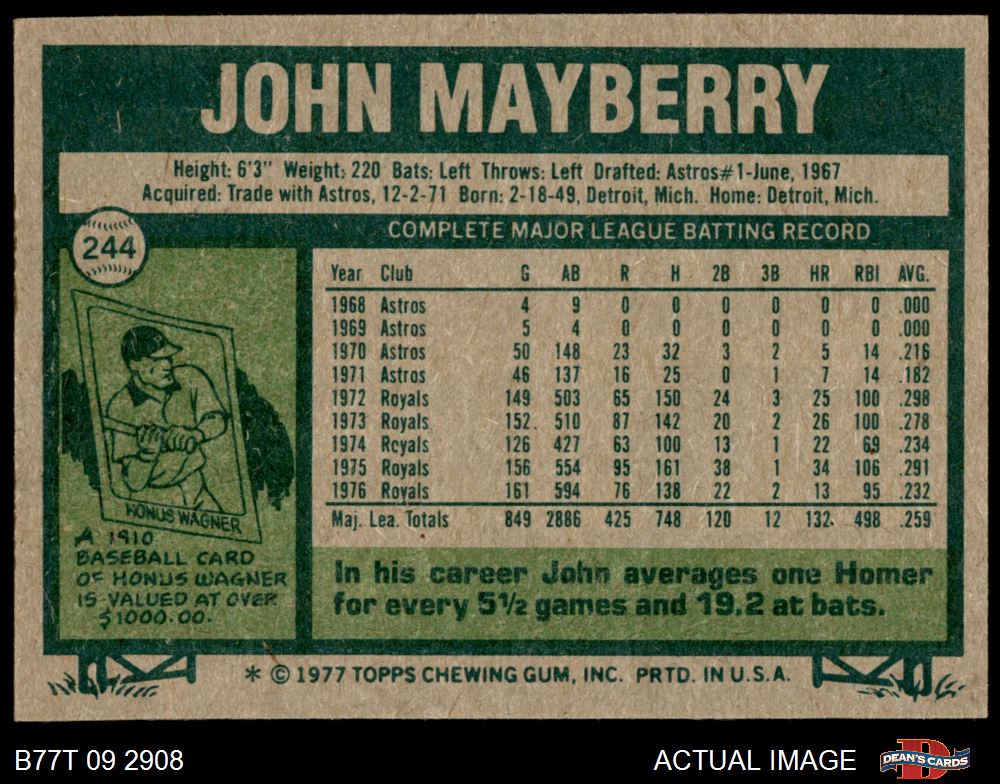 JOHN MAYBERRY
Height: 6'3" Weight: 220 Bats: Left Throws: Left Drafted: Astros#1-June, 1967
Acquired: Trade with Astros, 12-2-71 Born: 2-18-49, Detroit, Mich. Home: Detroit, Mich.
244
COMPLETE MAJOR LEAGUE BATTING RECORD
Year Club G AB R H 2B 3B HR RBI AVG.
1968 Astros 4 9 0 0 0 0 0 0 .000
1969 Astros 5 4 0 0 0 0 0 0 .000
1970 Astros 50 148 23 32 3 2 5 14 .216
1971 Astros 46 137 16 25 0 1 7 14 .182
1972 Royals 149 503 65 150 24 3 25 100 .298
1973 Royals 152 510 87 142 20 2 26 100 .278
1974 Royals 126 427 63 100 13 1 22 69 .234
1975 Royals 156 554 95 161 38 1 34 106 .291
1976 Royals 161 594 76 138 22 2 13 95 .232
Maj. Lea. Totals 849 2886 425 748 120 12 132 498 .259
P
HONUS WAGNER
A 1910
BASEBALL CARD
OF HONUS WAGNER
IS VALUED AT OVER
$1000.00.
In his career John averages one Homer
for every 5½ games and 19.2 at bats.
* © 1977 TOPPS CHEWING GUM, INC. PRTD. IN U.S.A.
B77T 09 2908
ACTUAL IMAGE
D
DEAN'S CARDS